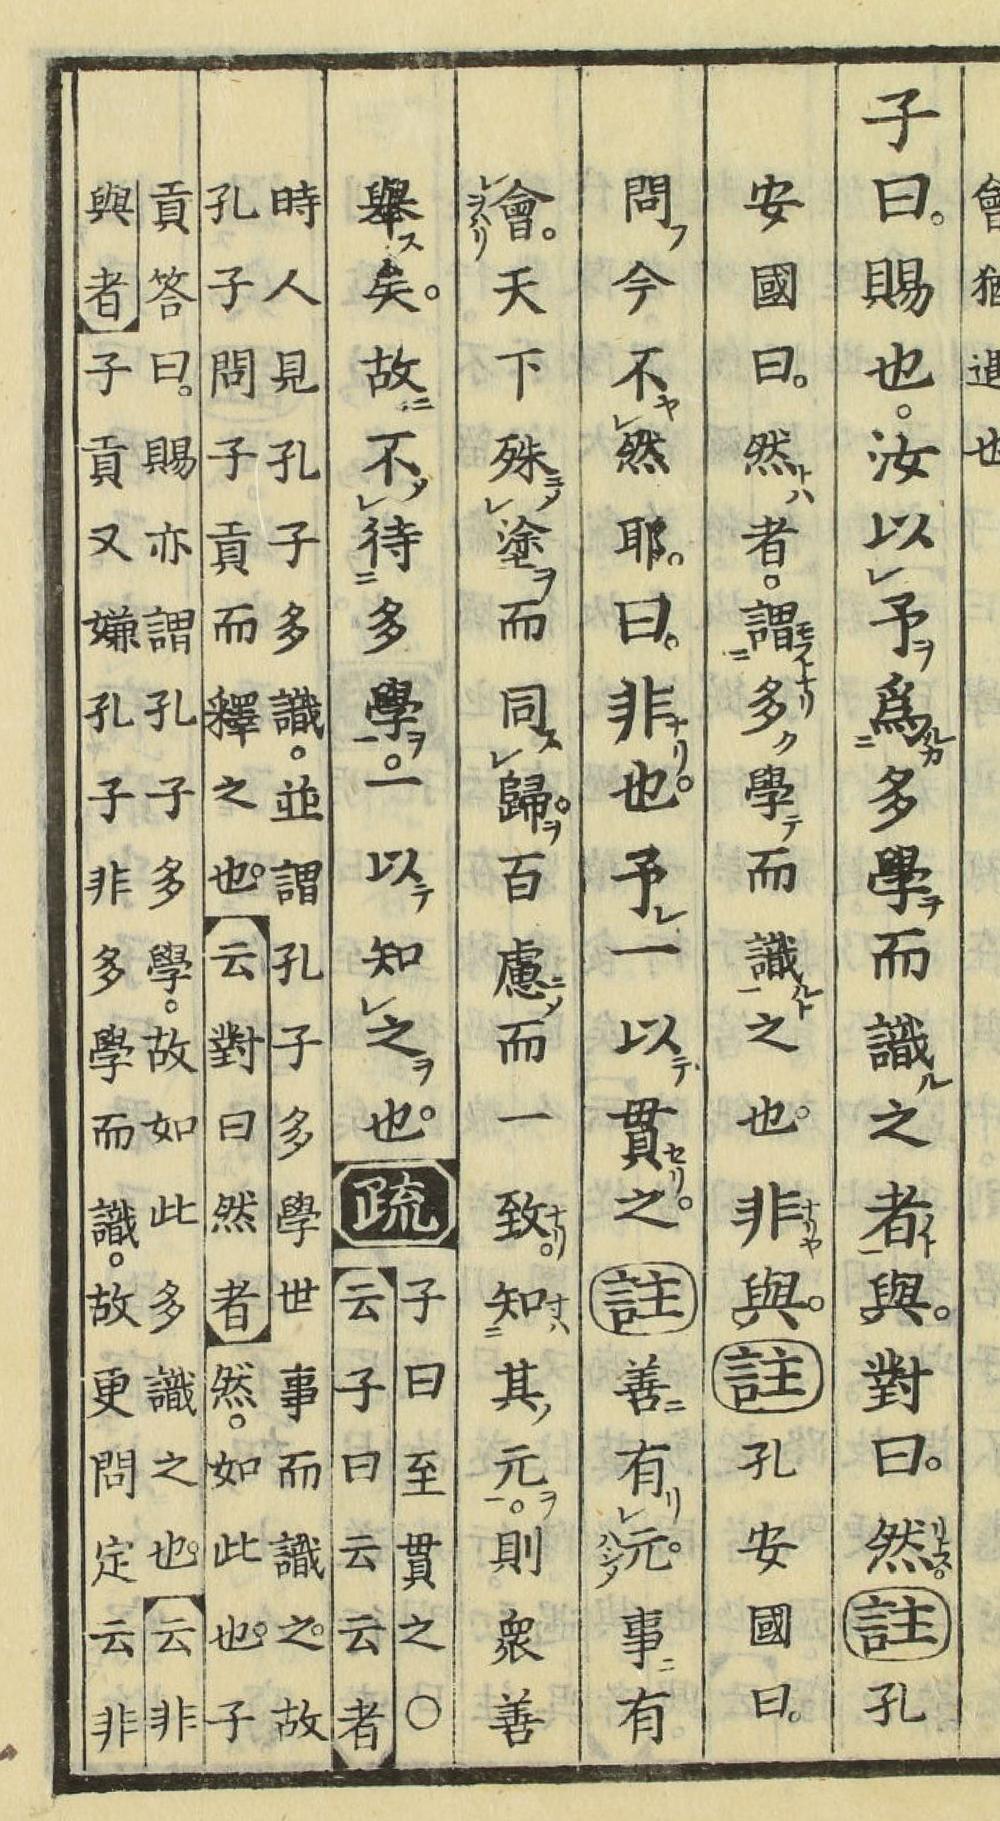 會猶過也
子曰。賜也。汝以予爲多學而識之者與。對曰。然。註孔
安國曰。然者。謂多學而識之也。非與。註孔安國曰。
問今不然耶。曰。非也。予一以貫之。註善有元。事有
會。天下殊塗而同歸。百慮而一致。知其元。則衆善
舉矣。故不待多學。一以知之也。疏
子曰至貫之〇
云子曰云云者
時人見孔子多識。並謂孔子多學世事而識之。故
孔子問子貢而釋之也。云對曰然者然。如此也。子
貢答曰。賜亦謂孔子多學。故如此多識之也。云非
與者子貢又嫌孔子非多學而識。故更問定云非